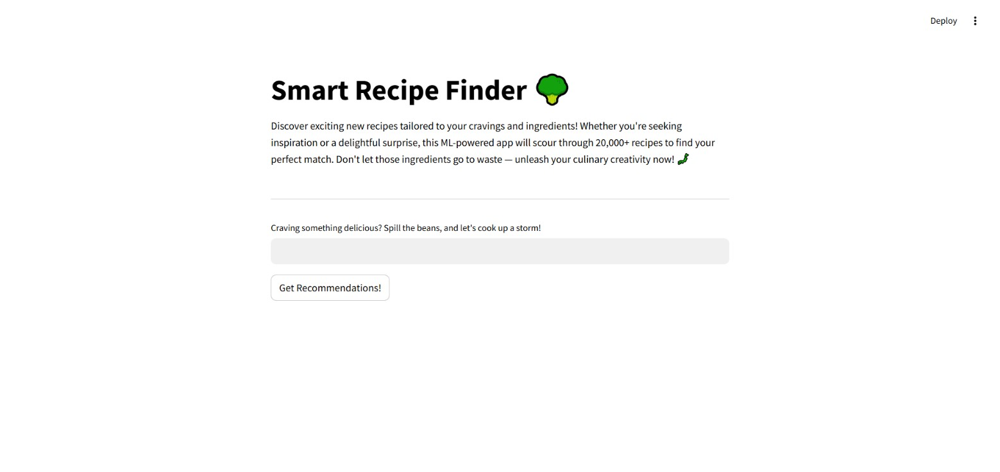 Deploy
Smart Recipe Finder 🥦
Discover exciting new recipes tailored to your cravings and ingredients! Whether you're seeking
inspiration or a delightful surprise, this ML-powered app will scour through 20,000+ recipes to find your
perfect match. Don't let those ingredients go to waste — unleash your culinary creativity now!
Craving something delicious? Spill the beans, and let's cook up a storm!
Get Recommendations!